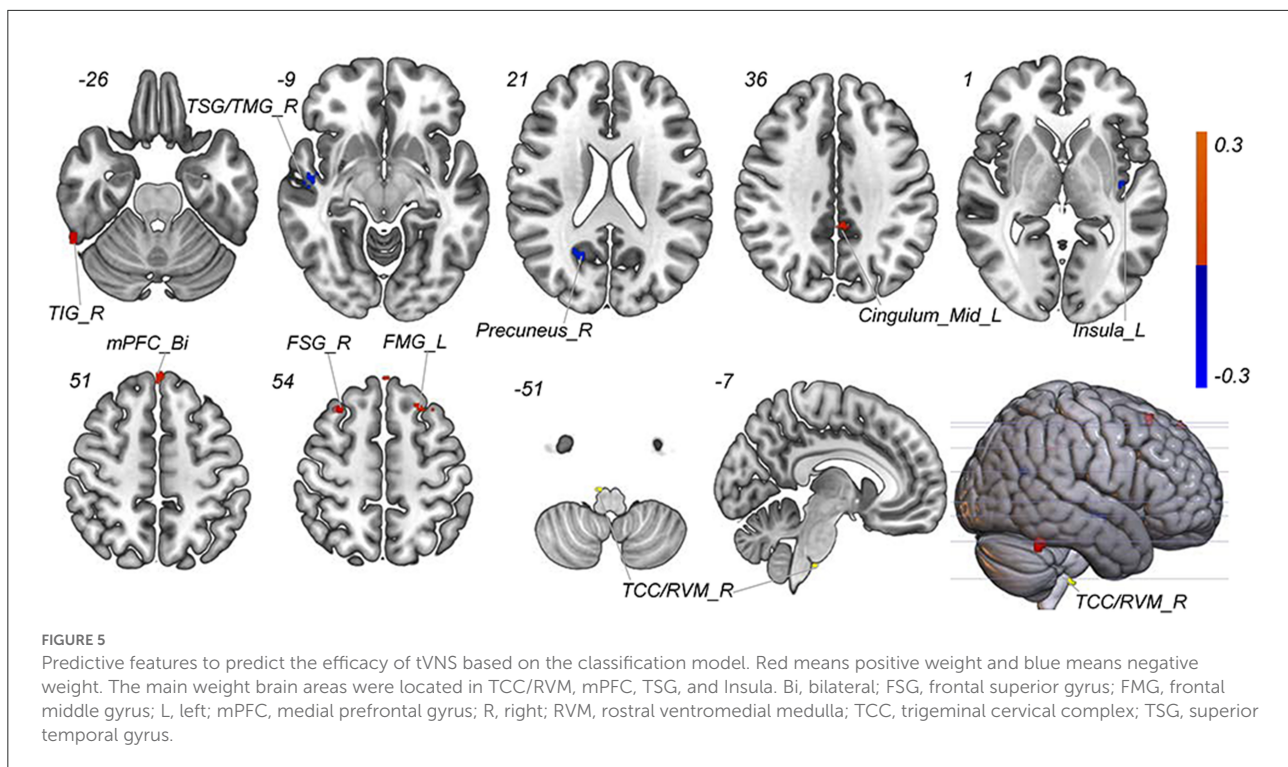 -26
-9
21
36
1
TSG/TMG_R
0.3
TIG_R
Precuneus_R
Cingulum_Mid_L
Insula_L
-0.3
mPFC_Bi
FSG_R
FMG_L
51
54
-51
-7
TCC/RVM_R
TCC/RVM_R
FIGURE 5
Predictive features to predict the efficacy of tVNS based on the classification model. Red means positive weight and blue means negative
weight. The main weight brain areas were located in TCC/RVM, mPFC, TSG, and Insula. Bi, bilateral; FSG, frontal superior gyrus; FMG, frontal
middle gyrus; L, left; mPFC, medial prefrontal gyrus; R, right; RVM, rostral ventromedial medulla; TCC, trigeminal cervical complex; TSG, superior
temporal gyrus.